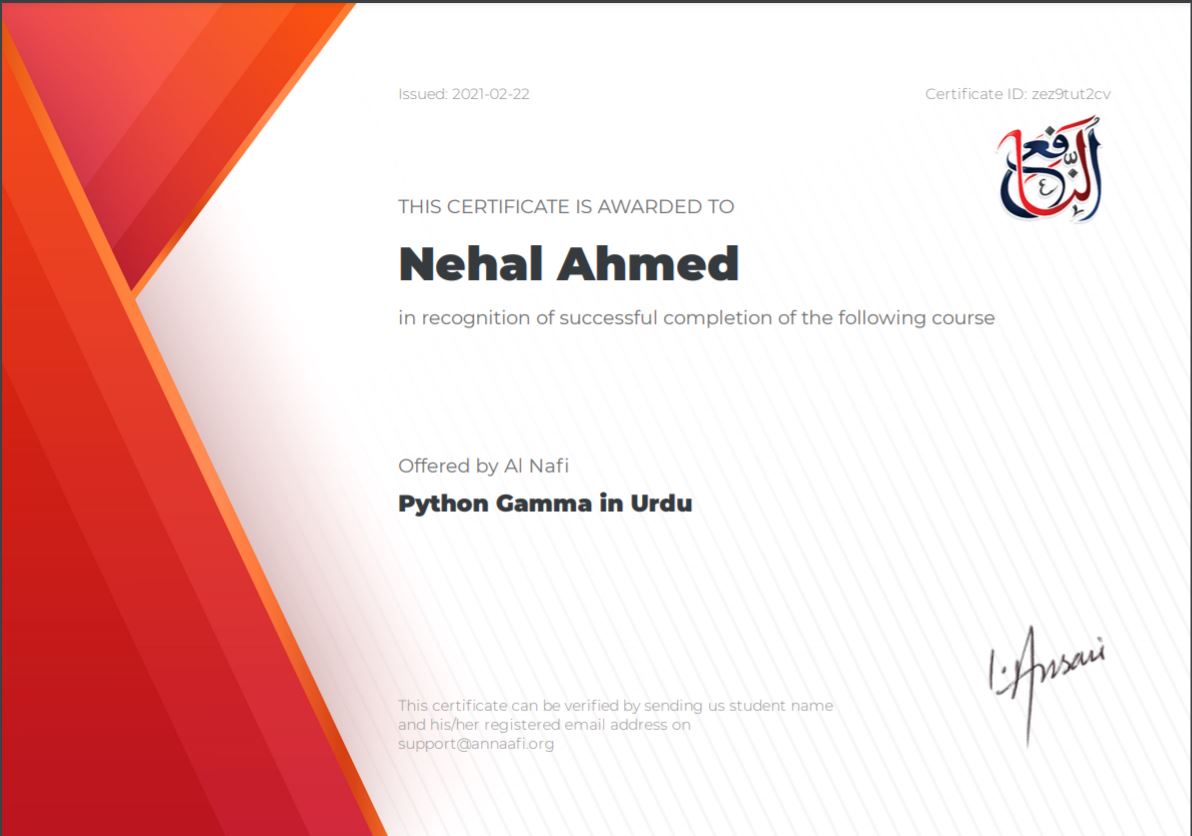 Issued: 2021-02-22
Certificate ID: zez9tut2cv
النافع
THIS CERTIFICATE IS AWARDED TO
Nehal Ahmed
in recognition of successful completion of the following course
Offered by Al Nafi
Python Gamma in Urdu
I. Ansari
This certificate can be verified by sending us student name
and his/her registered email address on
support@annaafi.org